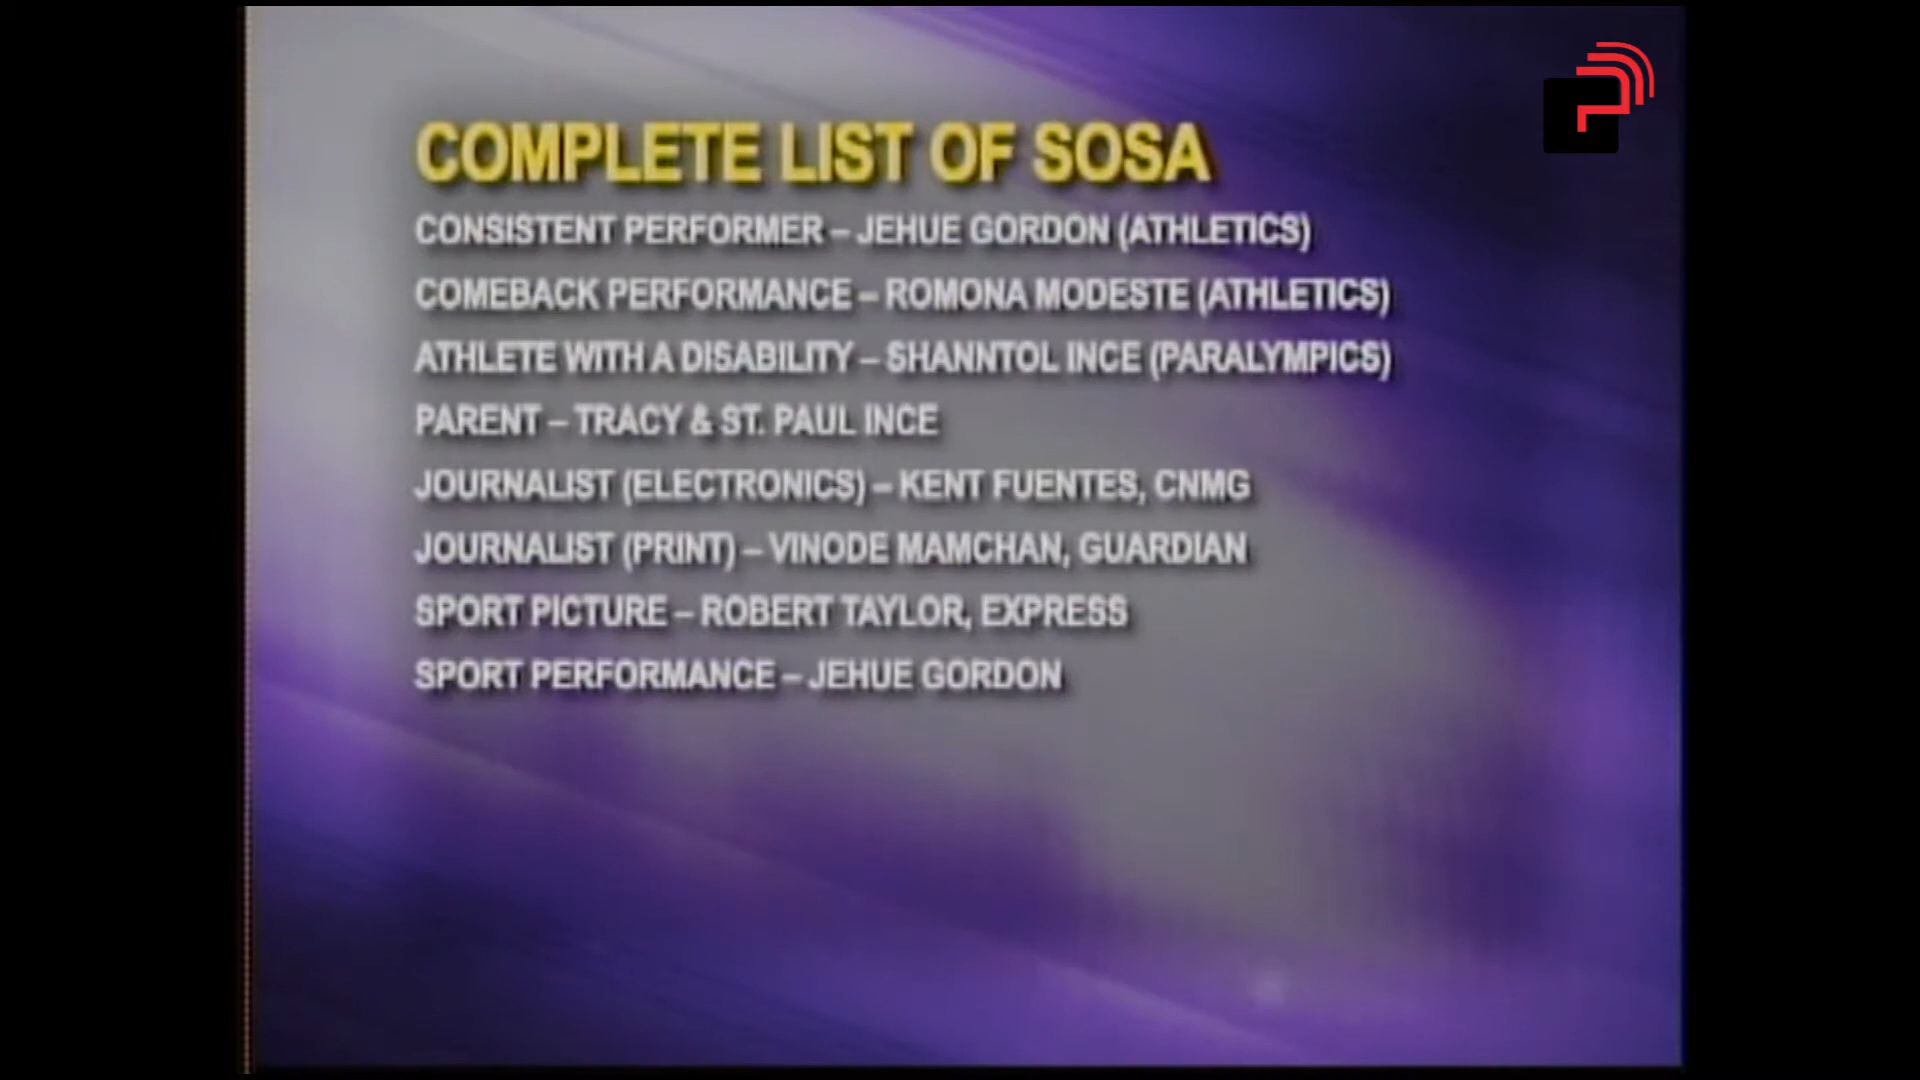 COMPLETE LIST OF SOSA
CONSISTENT PERFORMER – JEHUE GORDON (ATHLETICS)
COMEBACK PERFORMANCE – ROMONA MODESTE (ATHLETICS)
ATHLETE WITH A DISABILITY – SHANNTOL INCE (PARALYMPICS)
PARENT – TRACY & ST. PAUL INCE
JOURNALIST (ELECTRONICS) – KENT FUENTES, CNMG
JOURNALIST (PRINT) – VINODE MAMCHAN, GUARDIAN
SPORT PICTURE – ROBERT TAYLOR, EXPRESS
SPORT PERFORMANCE – JEHUE GORDON